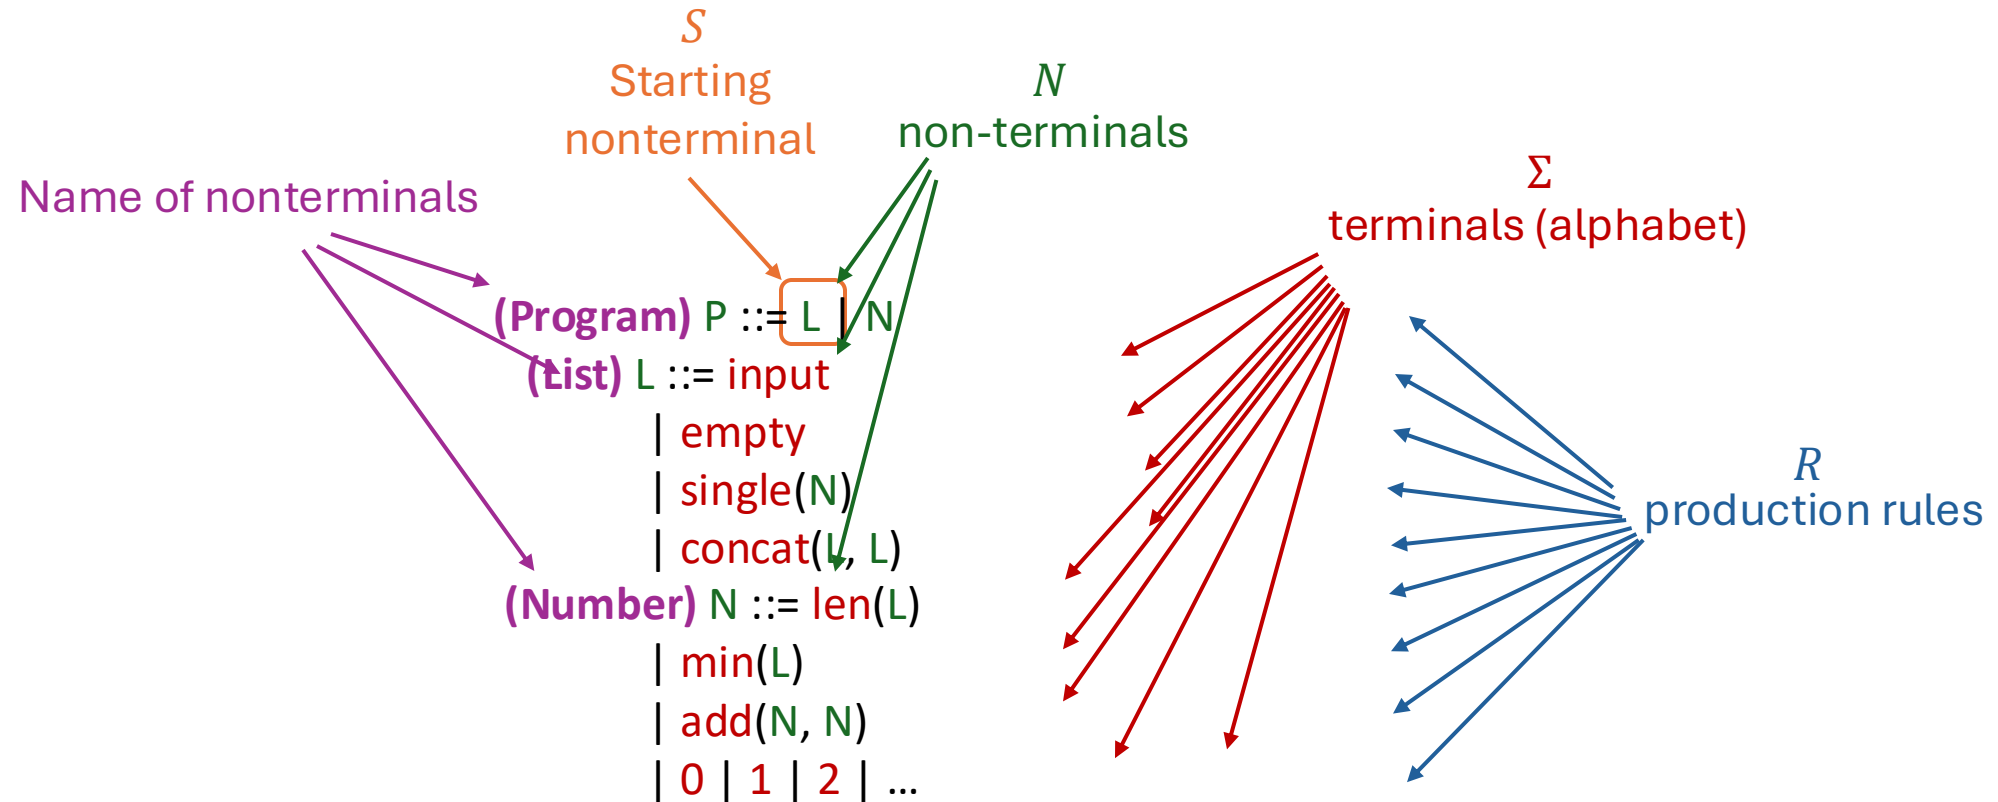 S
Starting
nonterminal
N
non-terminals
Name of nonterminals
Σ
terminals (alphabet)
(Program) P ::= L | N
(List) L ::= input
| empty
| single(N)
| concat(L, L)
(Number) N ::= len(L)
| min(L)
| add(N, N)
| 0 | 1 | 2 | ...
R
production rules